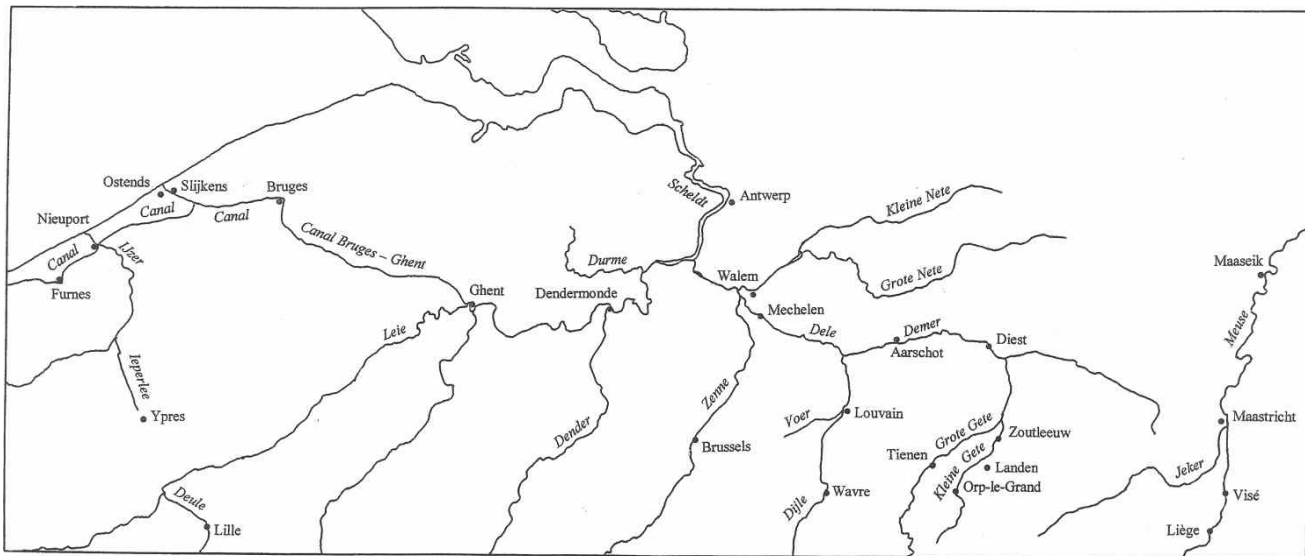 Ostends
Slijkens
Bruges
Nieuport
Canal
Canal
Canal
IJzer
Furnes
Canal Bruges – Ghent
Ieperlee
Ypres
Leie
Ghent
Deule
Lille
Durme
Dendermonde
Dender
Scheldt
Antwerp
Walem
Mechelen
Zenne
Brussels
Kleine Nete
Grote Nete
Dele
Demer
Aarschot
Diest
Voer
Louvain
Wavre
Dijle
Grote Gete
Tienen
Kleine Gete
Zoutleeuw
Landen
Orp-le-Grand
Maaseik
Meuse
Maastricht
Jeker
Visé
Liège